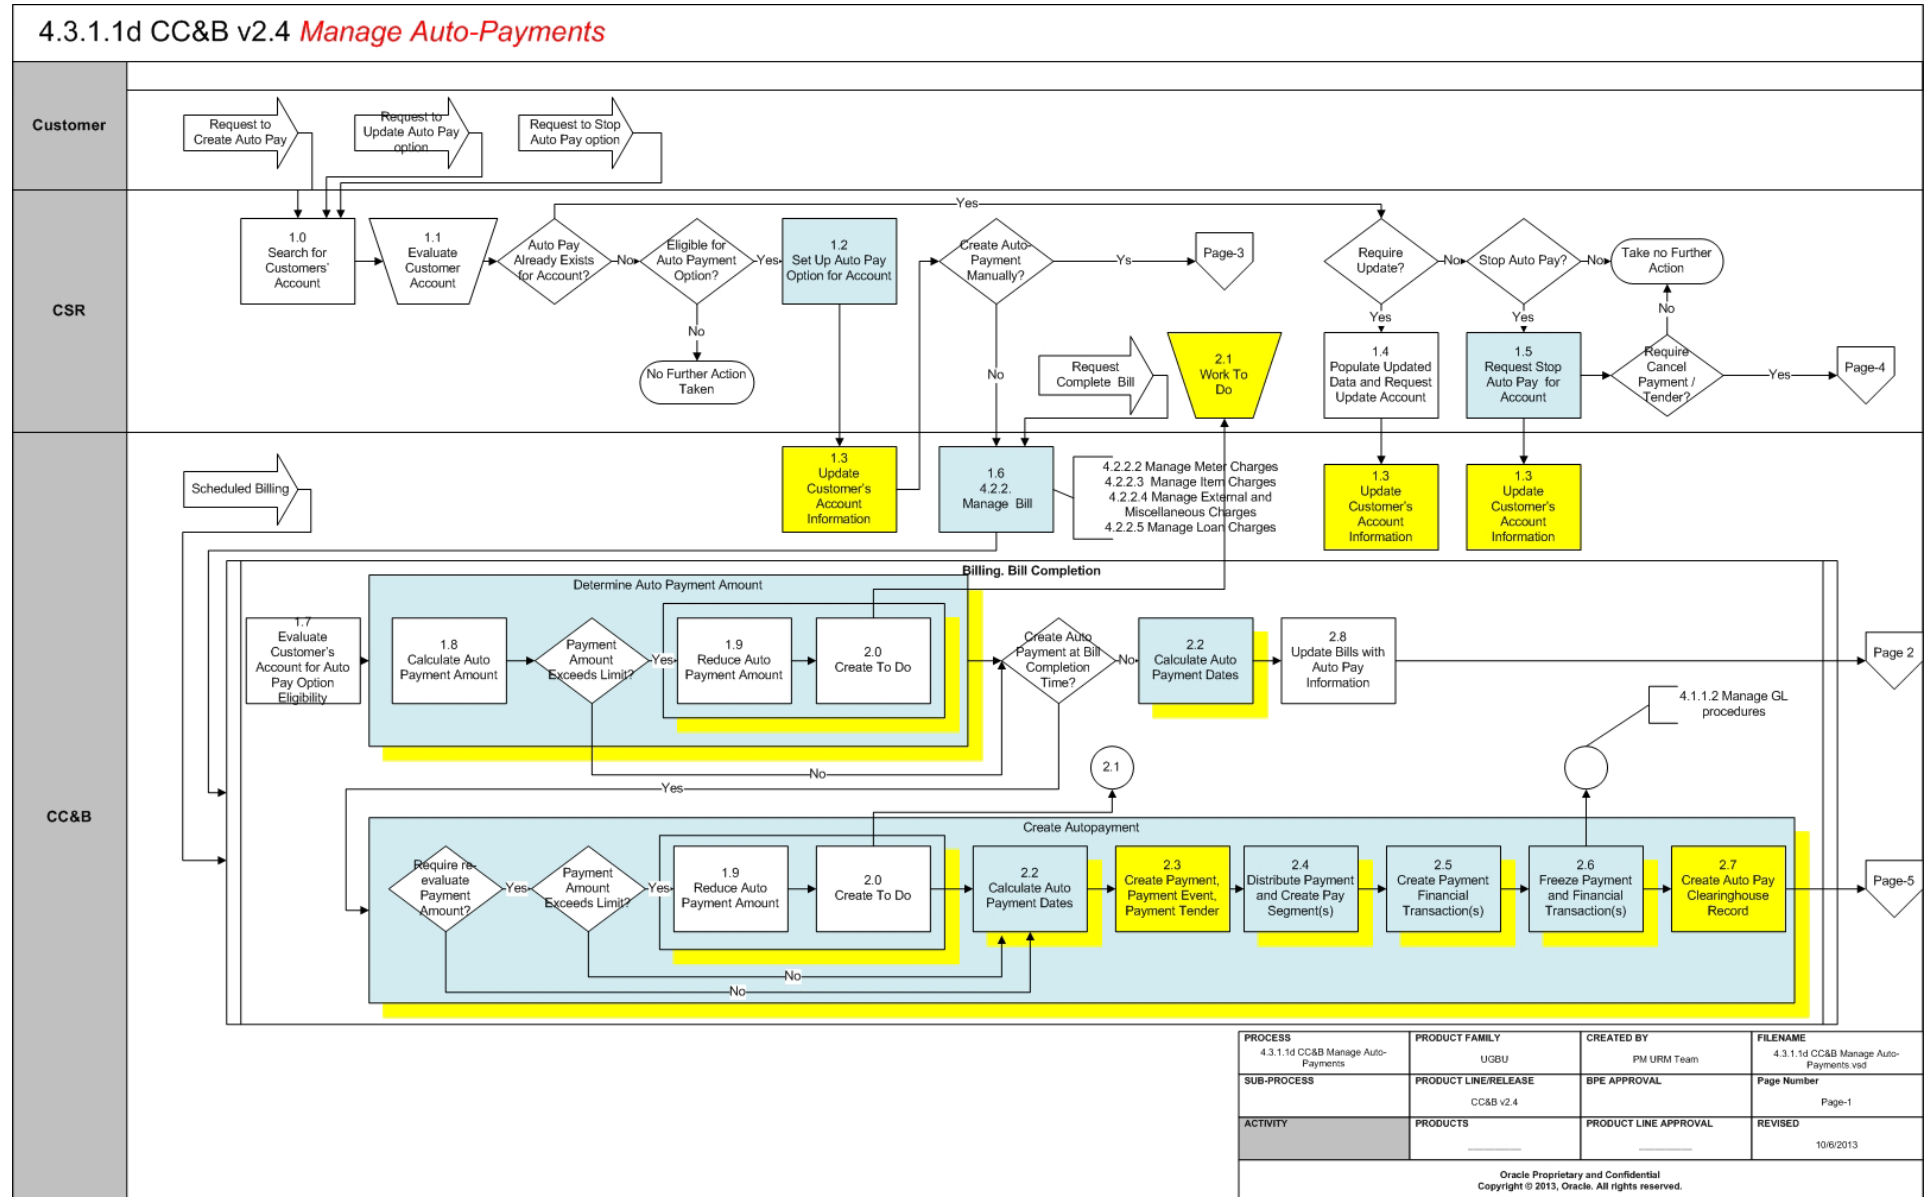 4.3.1.1d CC&B v2.4 Manage Auto-Payments
Customer
Request to
Create Auto Pay
Request to
Update Auto Pay
option
Request to Stop
Auto Pay option
CSR
1.0
Search for
Customers'
Account
1.1
Evaluate
Customer
Account
Auto Pay
Already Exists
for Account?
Yes
No
Eligible for
Auto Payment
Option?
Yes
No
No Further Action
Taken
1.2
Set Up Auto Pay
Option for Account
Create Auto-
Payment
Manually?
Ys
No
Page-3
Require
Update?
No
Yes
Stop Auto Pay?
No
Yes
Take no Further
Action
No
Request
Complete Bill
2.1
Work To
Do
1.4
Populate Updated
Data and Request
Update Account
1.5
Request Stop
Auto Pay for
Account
Require
Cancel
Payment /
Tender?
Yes
Page-4
CC&B
Scheduled Billing
1.3
Update
Customer's
Account
Information
1.6
4.2.2.
Manage Bill
4.2.2.2 Manage Meter Charges
4.2.2.3 Manage Item Charges
4.2.2.4 Manage External and
Miscellaneous Charges
4.2.2.5 Manage Loan Charges
1.3
Update
Customer's
Account
Information
1.3
Update
Customer's
Account
Information
Billing. Bill Completion
Determine Auto Payment Amount
1.7
Evaluate
Customer's
Account for Auto
Pay Option
Eligibility
1.8
Calculate Auto
Payment Amount
Payment
Amount
Exceeds Limit?
Yes
1.9
Reduce Auto
Payment Amount
2.0
Create To Do
No
Create Auto
Payment at Bill
Completion
Time?
No
Yes
2.2
Calculate Auto
Payment Dates
2.8
Update Bills with
Auto Pay
Information
Page 2
4.1.1.2 Manage GL
procedures
2.1
Create Autopayment
Require re-
evaluate
Payment
Amount?
Yes
Payment
Amount
Exceeds Limit?
Yes
1.9
Reduce Auto
Payment Amount
2.0
Create To Do
2.2
Calculate Auto
Payment Dates
2.3
Create Payment,
Payment Event,
Payment Tender
2.4
Distribute Payment
and Create Pay
Segment(s)
2.5
Create Payment
Financial
Transaction(s)
2.6
Freeze Payment
and Financial
Transaction(s)
2.7
Create Auto Pay
Clearinghouse
Record
Page-5
No
No
PROCESS
4.3.1.1d CC&B Manage Auto-
Payments
PRODUCT FAMILY
UGBU
CREATED BY
PM URM Team
FILENAME
4.3.1.1d CC&B Manage Auto-
Payments.vsd
SUB-PROCESS
PRODUCT LINE/RELEASE
CC&B v2.4
BPE APPROVAL
Page Number
Page-1
ACTIVITY
PRODUCTS
PRODUCT LINE APPROVAL
REVISED
10/6/2013
Oracle Proprietary and Confidential
Copyright © 2013, Oracle. All rights reserved.